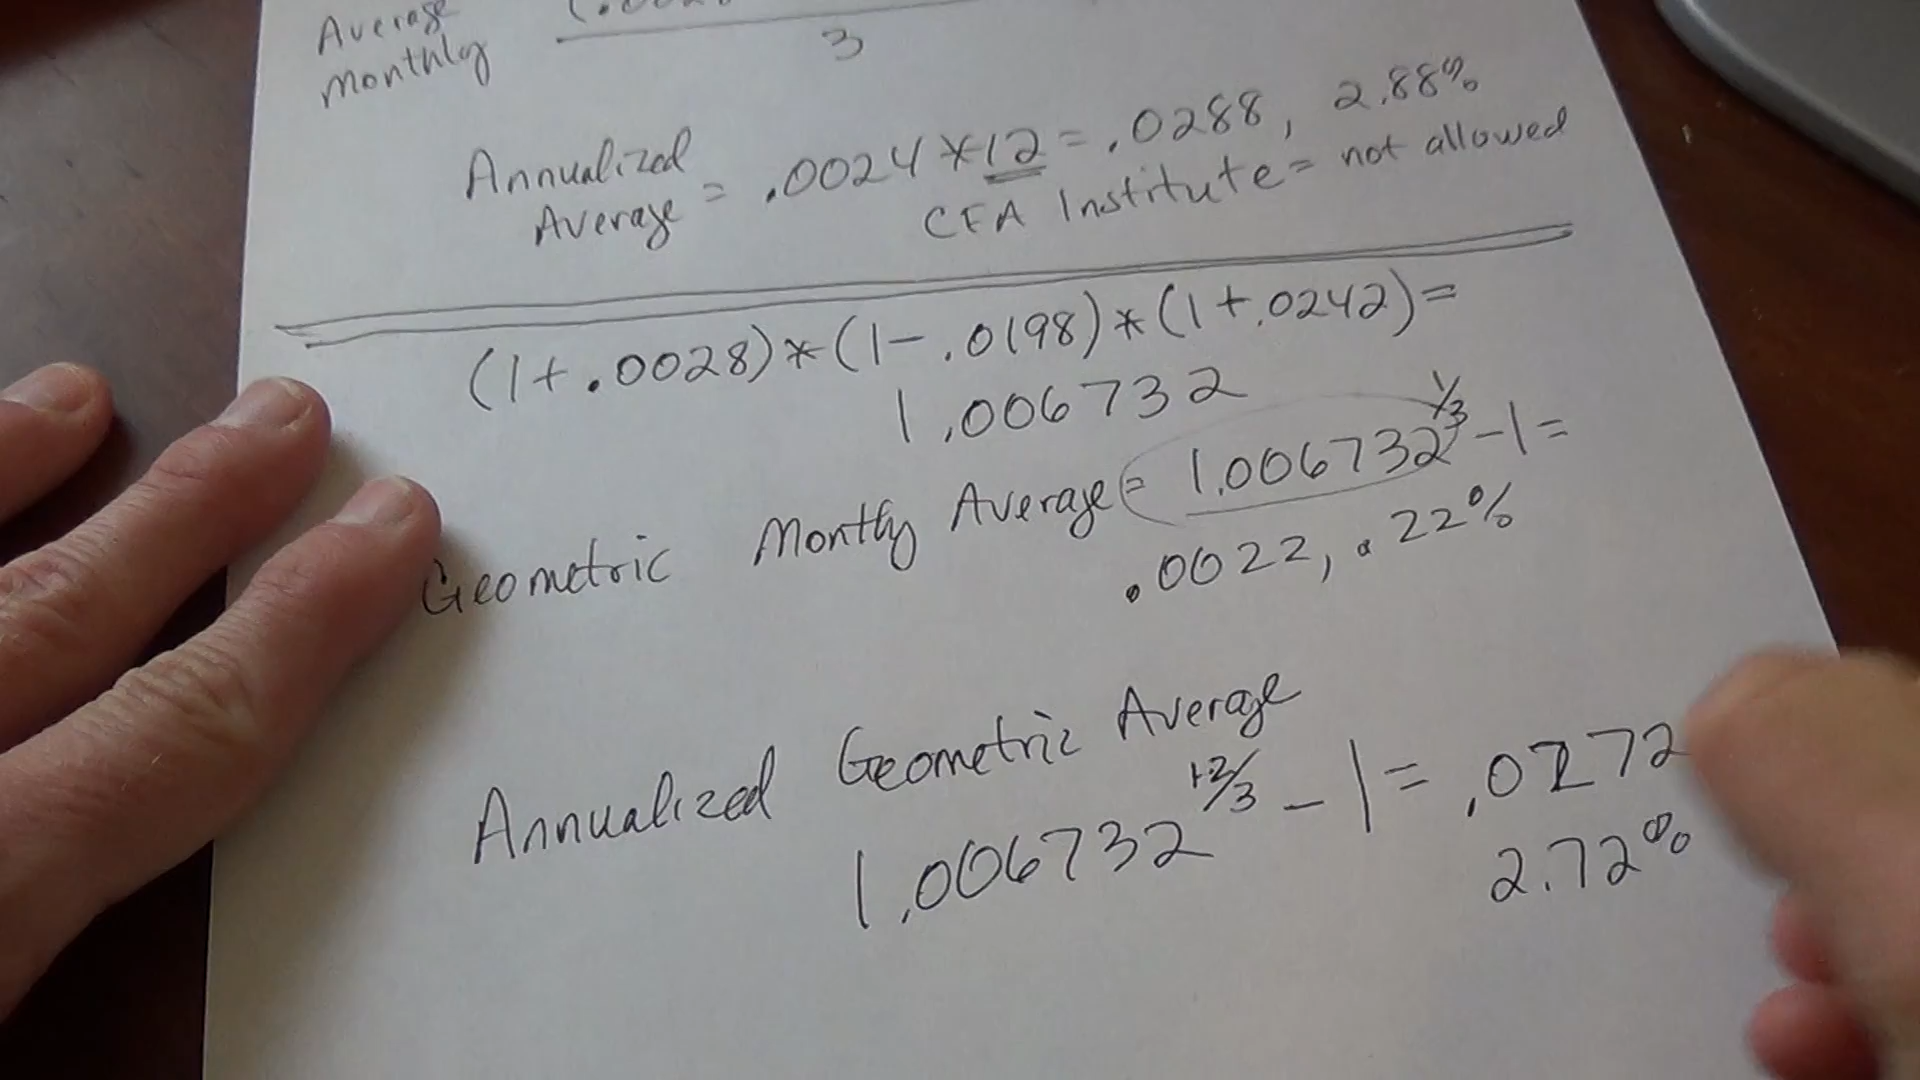 Average
monthly
(.0028
3
Annualized
Average = .0024 * 12 = .0288, 2.88%
CFA Institute = not allowed
(1+.0028)*(1-.0198)*(1+.0242)=
1.006732
Geometric Montly Average = 1.006732^1/3 -1=
.0022, .22%
Annualized Geometric Average
1.006732^12/3 - 1 = .0272
2.72%